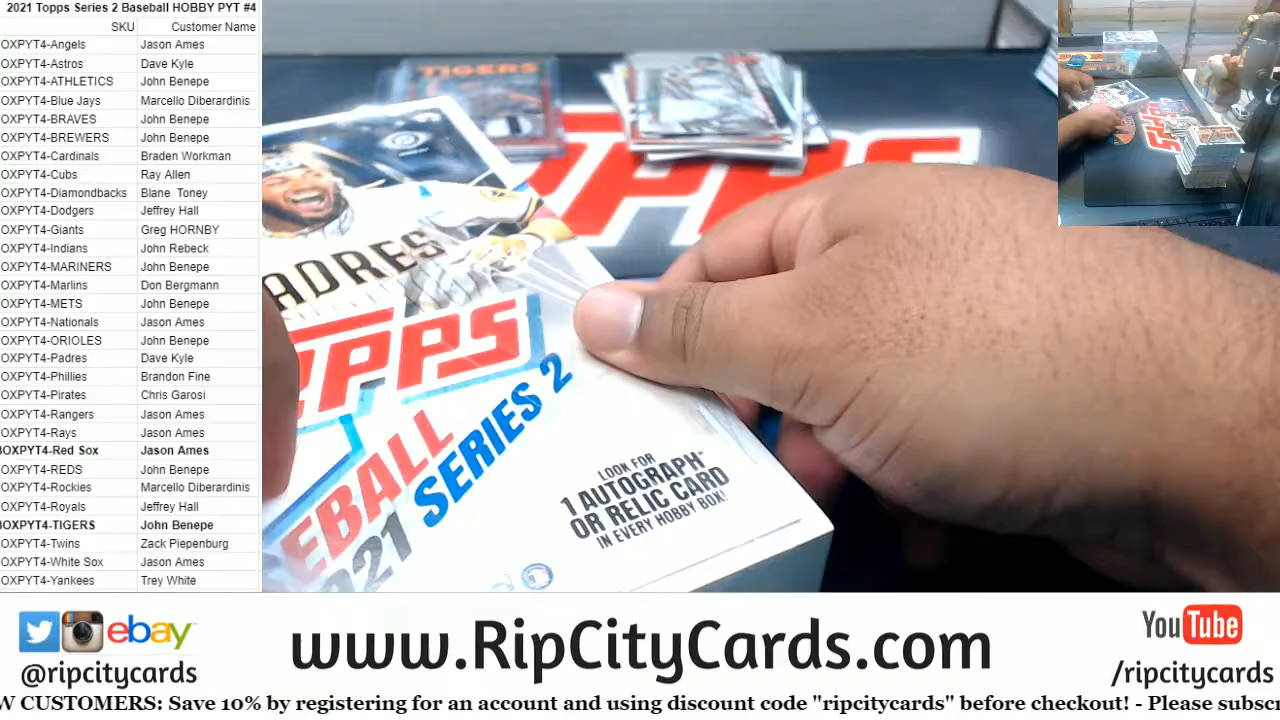 2021 Topps Series 2 Baseball HOBBY PYT #4
SKU Customer Name
OXPYT4-Angels Jason Ames
OXPYT4-Astros Dave Kyle
OXPYT4-ATHLETICS John Benepe
OXPYT4-Blue Jays Marcello Diberardinis
OXPYT4-BRAVES John Benepe
OXPYT4-BREWERS John Benepe
OXPYT4-Cardinals Braden Workman
OXPYT4-Cubs Ray Allen
OXPYT4-Diamondbacks Blane Toney
OXPYT4-Dodgers Jeffrey Hall
OXPYT4-Giants Greg HORNBY
OXPYT4-Indians John Rebeck
OXPYT4-MARINERS John Benepe
OXPYT4-Marlins Don Bergmann
OXPYT4-METS John Benepe
OXPYT4-Nationals Jason Ames
OXPYT4-ORIOLES John Benepe
OXPYT4-Padres Dave Kyle
OXPYT4-Phillies Brandon Fine
OXPYT4-Pirates Chris Garosi
OXPYT4-Rangers Jason Ames
OXPYT4-Rays Jason Ames
BOXPYT4-Red Sox Jason Ames
OXPYT4-REDS John Benepe
OXPYT4-Rockies Marcello Diberardinis
OXPYT4-Royals Jeffrey Hall
BOXPYT4-TIGERS John Benepe
OXPYT4-Twins Zack Piepenburg
OXPYT4-White Sox Jason Ames
OXPYT4-Yankees Trey White
TIGERS
ADRES
TOPPS
EBALL
2021 SERIES 2
LOOK FOR
1 AUTOGRAPH
OR RELIC CARD
IN EVERY HOBBY BOX!
ebay
@ripcitycards
www.RipCityCards.com
YouTube
/ripcitycards
W CUSTOMERS: Save 10% by registering for an account and using discount code "ripcitycards" before checkout! - Please subsc